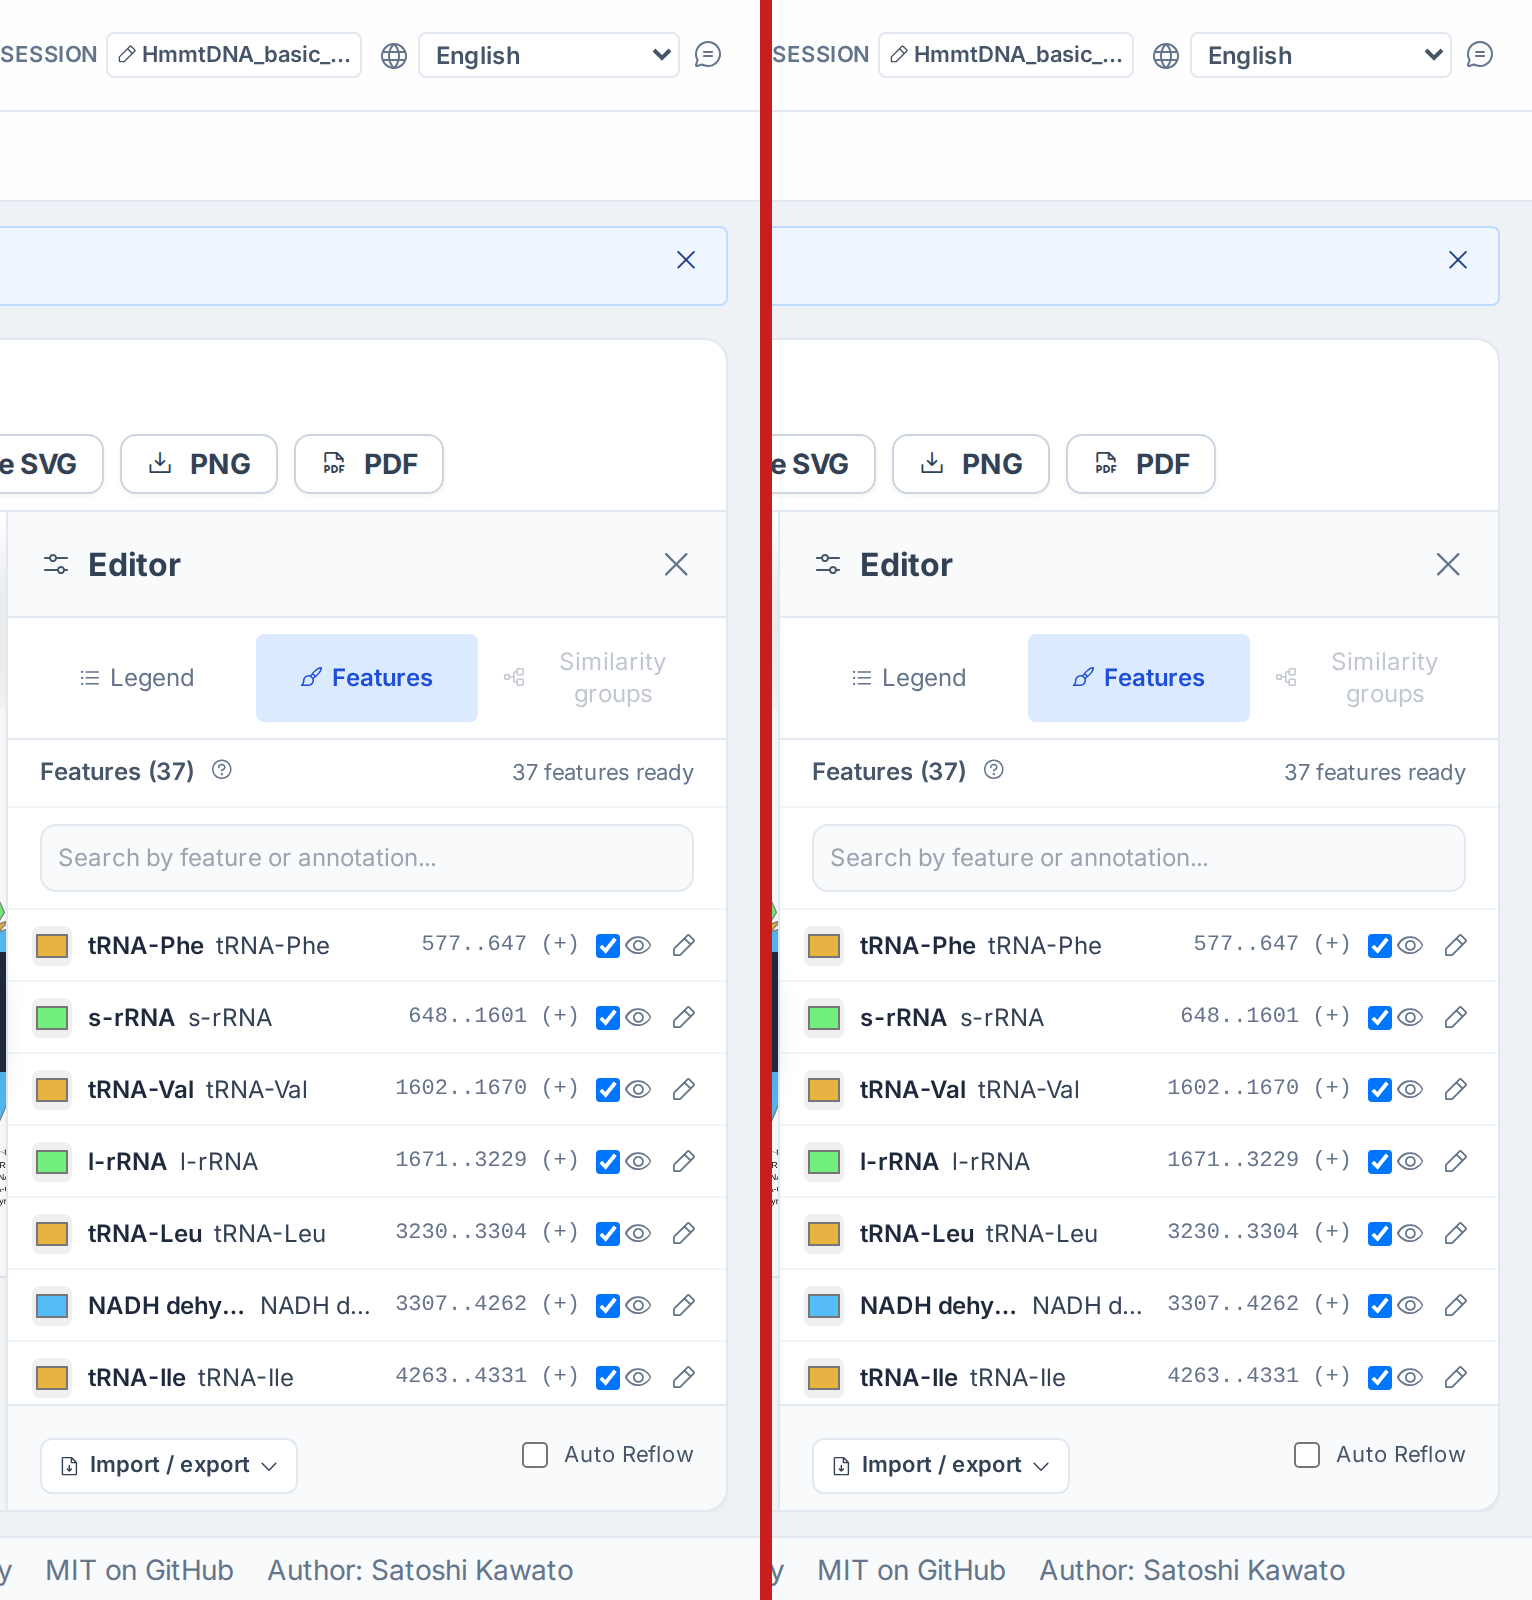 SESSION HmmtDNA_basic_... English
e SVG PNG PDF
Editor
Legend Features Similarity groups
Features (37) 37 features ready
Search by feature or annotation...
tRNA-Phe tRNA-Phe 577..647 (+)
s-rRNA s-rRNA 648..1601 (+)
tRNA-Val tRNA-Val 1602..1670 (+)
l-rRNA l-rRNA 1671..3229 (+)
tRNA-Leu tRNA-Leu 3230..3304 (+)
NADH dehy... NADH d... 3307..4262 (+)
tRNA-Ile tRNA-Ile 4263..4331 (+)
Import / export Auto Reflow
y MIT on GitHub Author: Satoshi Kawato
SESSION HmmtDNA_basic_... English
e SVG PNG PDF
Editor
Legend Features Similarity groups
Features (37) 37 features ready
Search by feature or annotation...
tRNA-Phe tRNA-Phe 577..647 (+)
s-rRNA s-rRNA 648..1601 (+)
tRNA-Val tRNA-Val 1602..1670 (+)
l-rRNA l-rRNA 1671..3229 (+)
tRNA-Leu tRNA-Leu 3230..3304 (+)
NADH dehy... NADH d... 3307..4262 (+)
tRNA-Ile tRNA-Ile 4263..4331 (+)
Import / export Auto Reflow
y MIT on GitHub Author: Satoshi Kawato